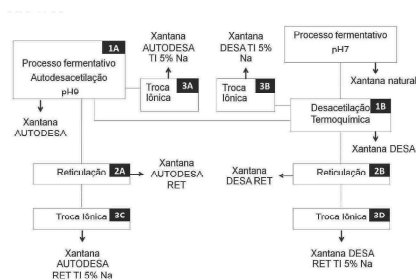 1A
Processo fermentativo
Autodesacetilação
pH9
Xantana
AUTODESA
Xantana
AUTODESA
TI 5% Na
Troca
Iônica
3A
Xantana
DESA TI 5%
Na
Troca
Iônica
3B
Processo fermentativo
pH7
Xantana natural
Desacetilação
Termoquímica
1B
Xantana DESA
Reticulação
2A
Xantana
AUTODESA
RET
Xantana
DESA RET
Reticulação
2B
Troca Iônica
3C
Troca Iônica
3D
Xantana
AUTODESA
RET TI 5% Na
Xantana DESA
RET TI 5% Na